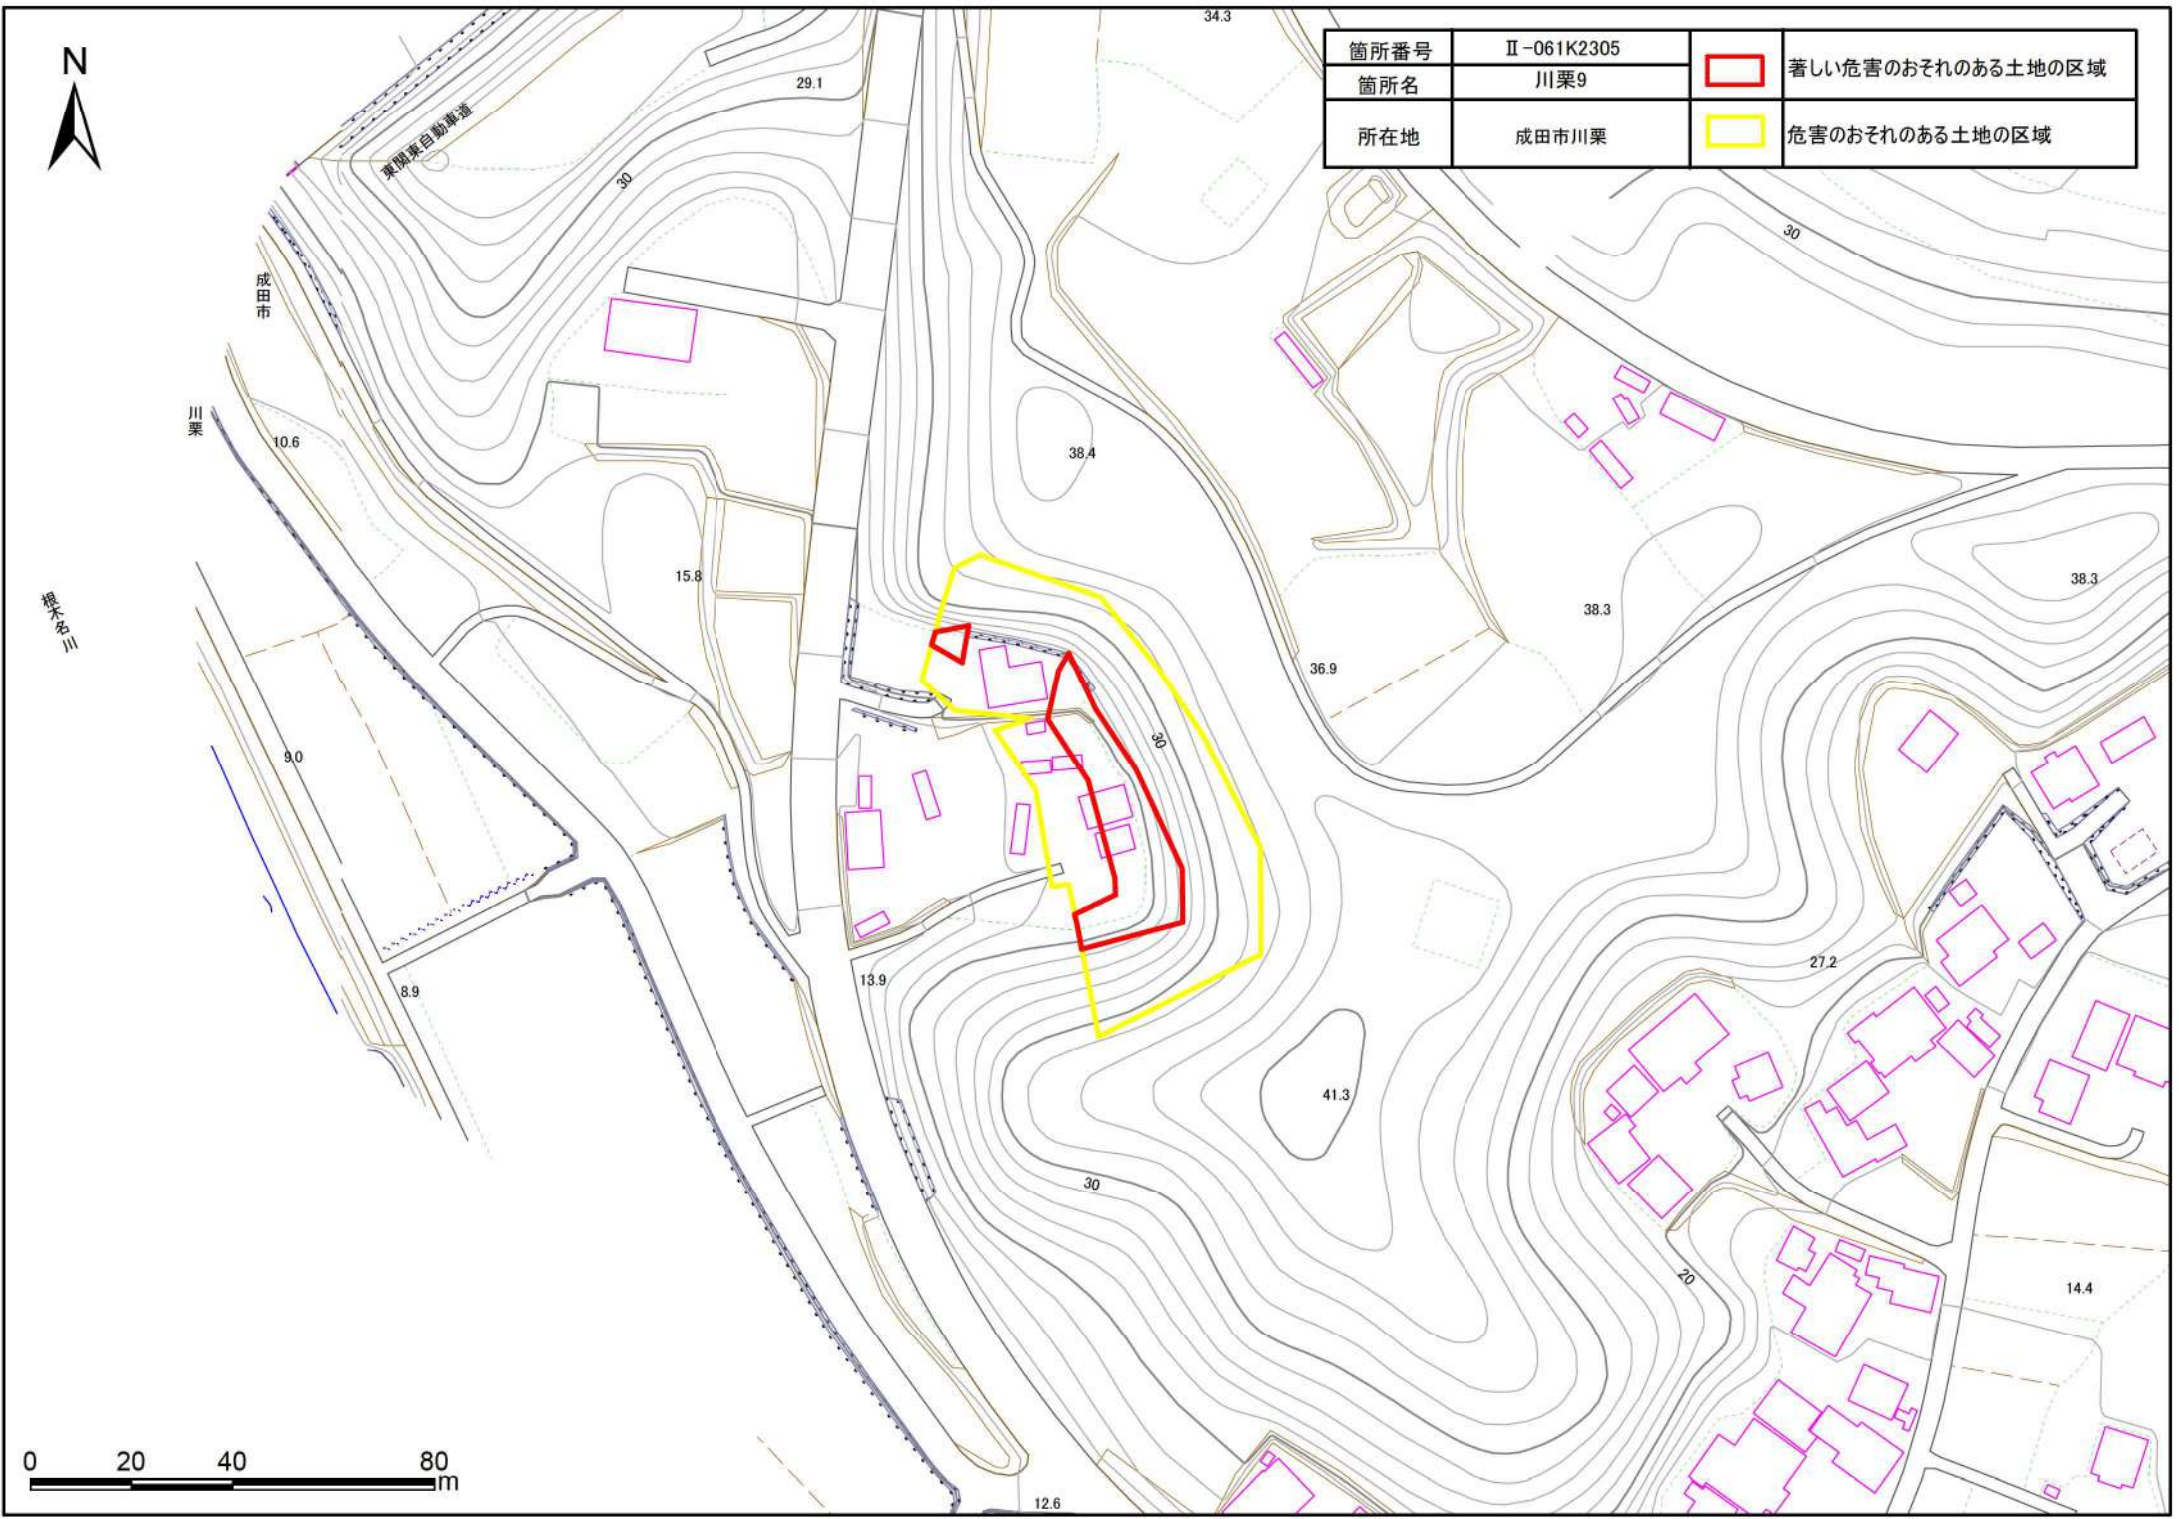 N
箇所番号 Ⅱ-061K2305 著しい危害のおそれのある土地の区域
箇所名 川栗9
所在地 成田市川栗 危害のおそれのある土地の区域
34.3
29.1
東関東自動車道
30
30
成田市
川栗
10.6
38.4
15.8
38.3
38.3
根木名川
36.9
30
9.0
27.2
13.9
8.9
41.3
30
20
14.4
0 20 40 80
m
12.6